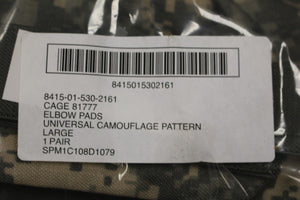 8415015302161
8415-01-530-2161
CAGE 81777
ELBOW PADS
UNIVERSAL CAMOUFLAGE PATTERN
LARGE
1 PAIR
SPM1C108D1079